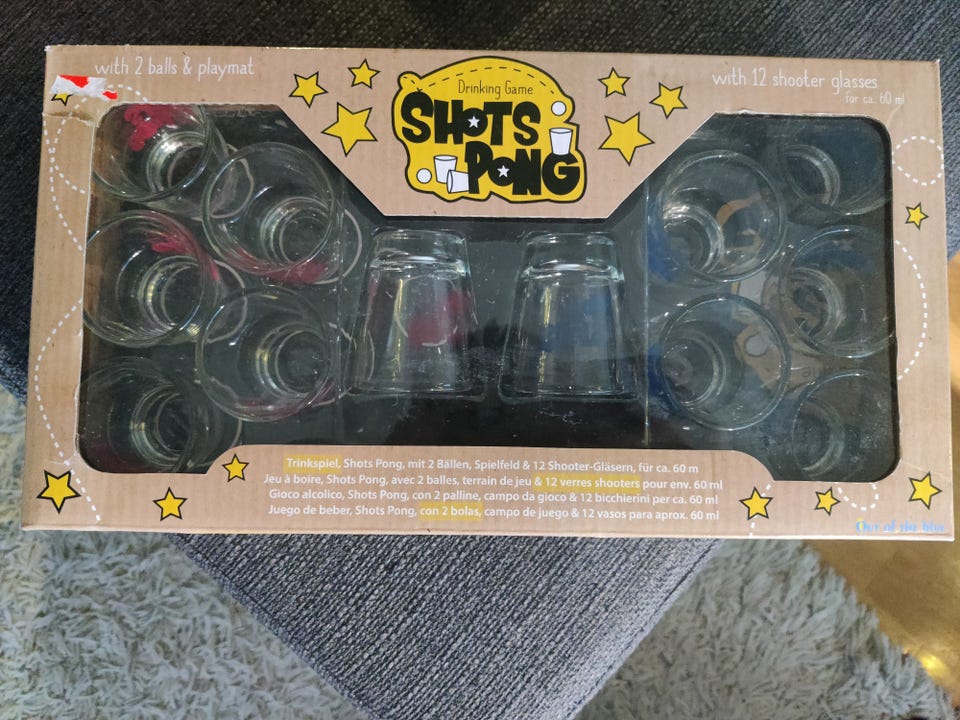 with 2 balls & playmat
Drinking Game
SHOTS
PONG
with 12 shooter glasses
for ca. 60 ml
Trinkspiel, Shots Pong, mit 2 Bällen, Spielfeld & 12 Shooter-Gläsern, für ca. 60 m
Jeu à boire, Shots Pong, avec 2 balles, terrain de jeu & 12 verres shooters pour env. 60 ml
Gioco alcolico, Shots Pong, con 2 palline, campo da gioco & 12 bicchierini per ca. 60 ml
Juego de beber, Shots Pong, con 2 bolas, campo de juego & 12 vasos para aprox. 60 ml
Out of the blue